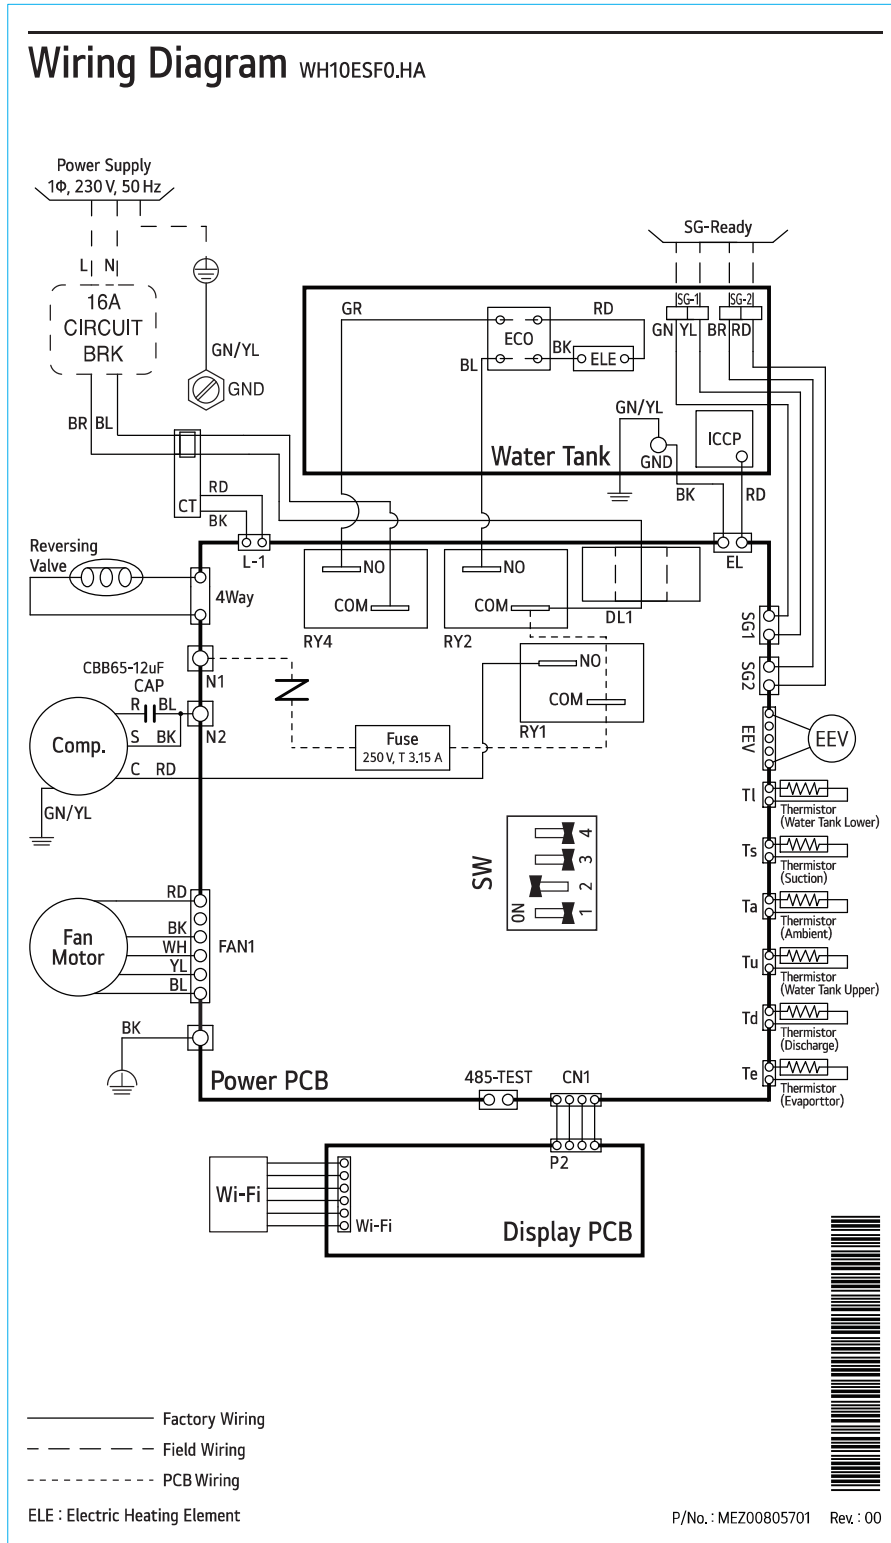 Wiring Diagram WH10ESF0.HA
Power Supply
1Φ, 230 V, 50 Hz
L N
16A
CIRCUIT
BRK
GN/YL
GND
BR BL
CT
RD
BK
L-1
SG-Ready
SG-1 SG-2
GN YL BR RD
GR
RD
ECO
BL
BK
ELE
GN/YL
GND
ICCP
Water Tank
BK
RD
EL
Reversing
Valve
4Way
NO
COM
RY4
NO
COM
RY2
DL1
NO
COM
RY1
SG1
SG2
N1
CBB65-12uF
CAP
R BL
N2
Comp.
S BK
C RD
GN/YL
Fuse
250 V, T 3.15 A
EEV
EEV
SW
ON
1
2
3
4
Tl
Thermistor
(Water Tank Lower)
Ts
Thermistor
(Suction)
Ta
Thermistor
(Ambient)
Tu
Thermistor
(Water Tank Upper)
Td
Thermistor
(Discharge)
Te
Thermistor
(Evaporttor)
Fan
Motor
RD
BK
WH
YL
BL
FAN1
BK
Power PCB
485-TEST
CN1
P2
Wi-Fi
Wi-Fi
Display PCB
Factory Wiring
Field Wiring
PCB Wiring
ELE : Electric Heating Element
P/No. : MEZ00805701 Rev. : 00